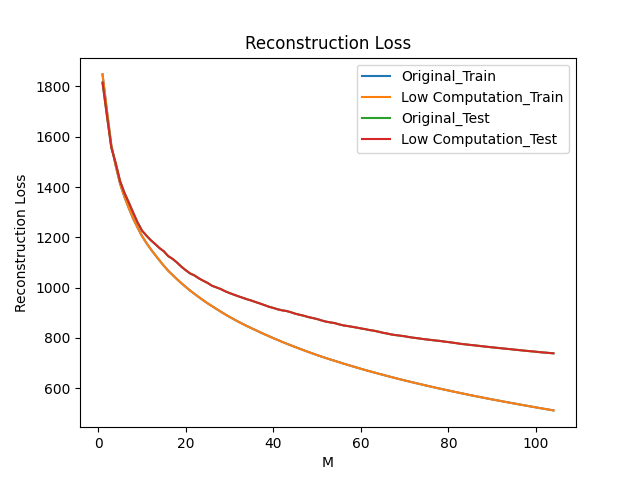 Reconstruction Loss
Original_Train
Low Computation_Train
Original_Test
Low Computation_Test
Reconstruction Loss
1800
1600
1400
1200
1000
800
600
0 20 40 60 80 100
M